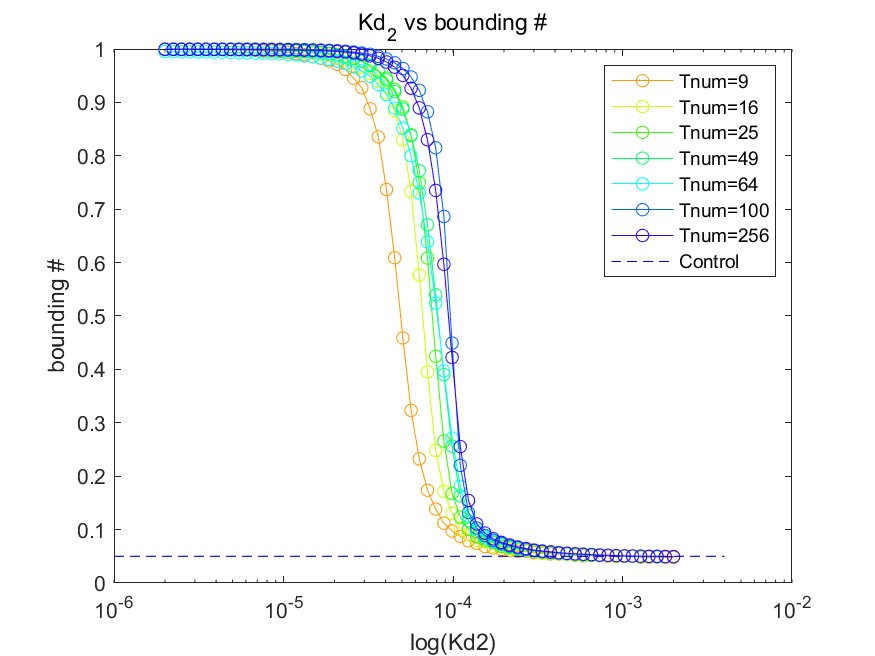 Kd2 vs bounding #
1
0.9
0.8
0.7
0.6
0.5
0.4
0.3
0.2
0.1
0
bounding #
Tnum=9
Tnum=16
Tnum=25
Tnum=49
Tnum=64
Tnum=100
Tnum=256
Control
10-6
10-5
10-4
10-3
10-2
log(Kd2)